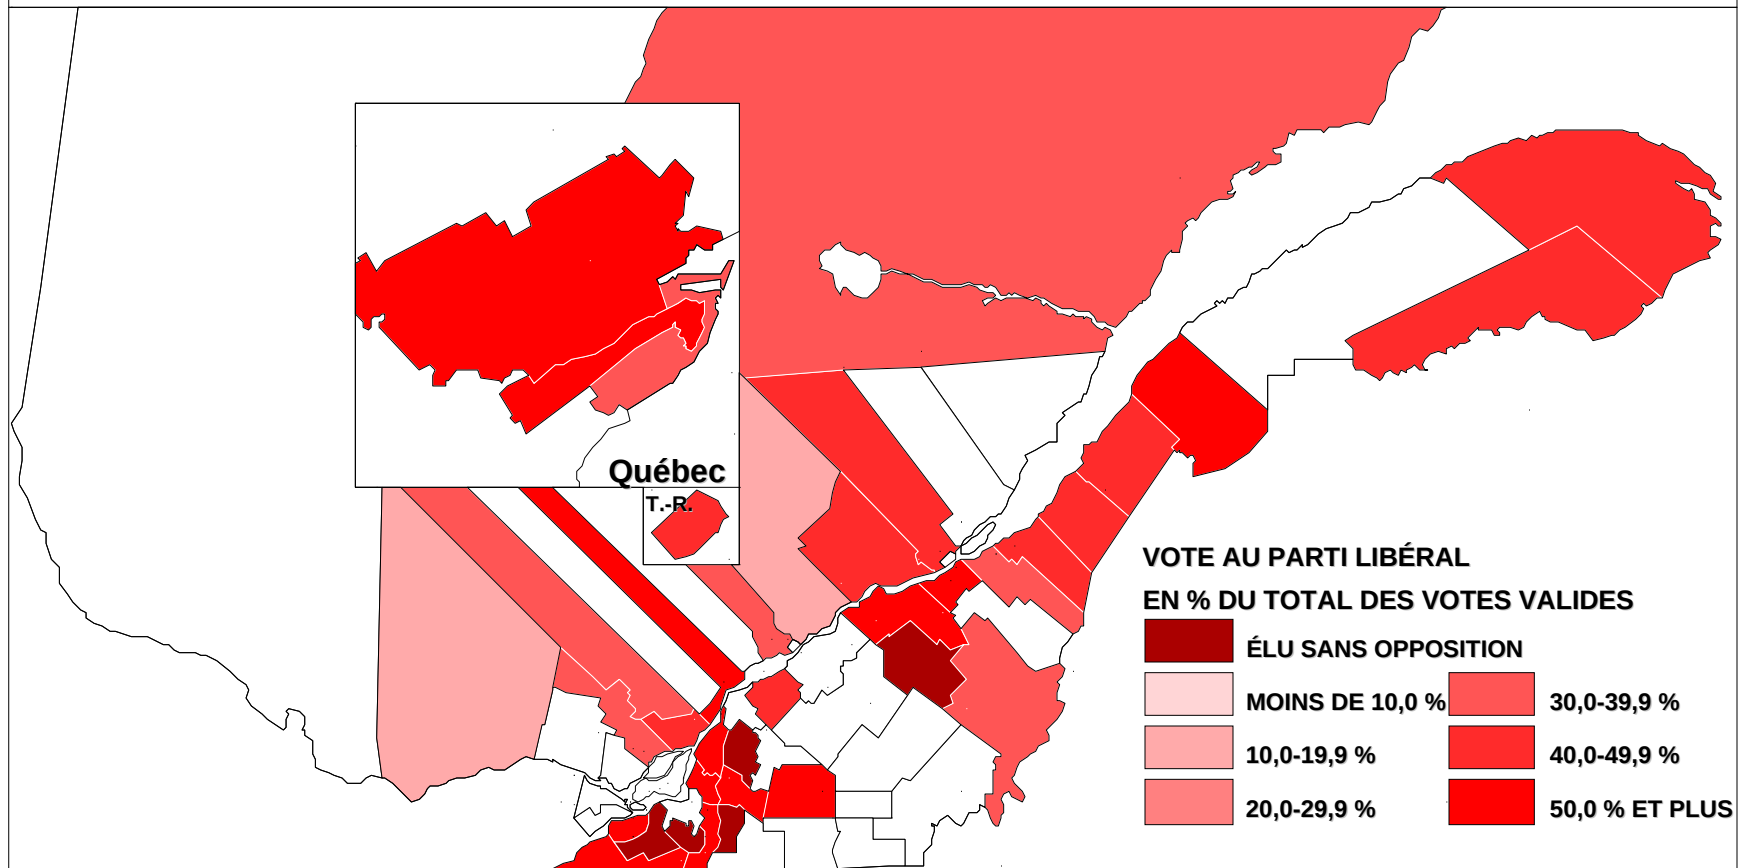 Québec
T.-R.
VOTE AU PARTI LIBÉRAL
EN % DU TOTAL DES VOTES VALIDES
ÉLU SANS OPPOSITION
MOINS DE 10,0 %
30,0-39,9 %
10,0-19,9 %
40,0-49,9 %
20,0-29,9 %
50,0 % ET PLUS